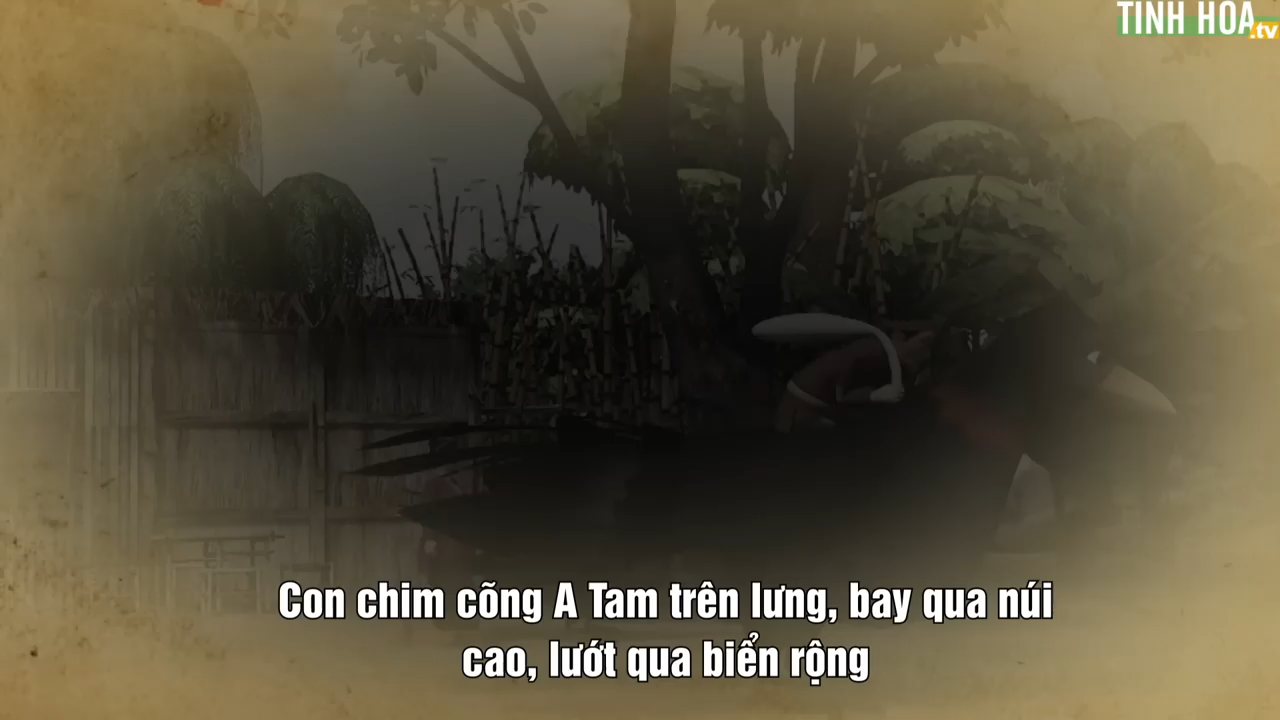 TINH HOA.tv
Con chim cõng A Tam trên lưng, bay qua núi
cao, lướt qua biển rộng